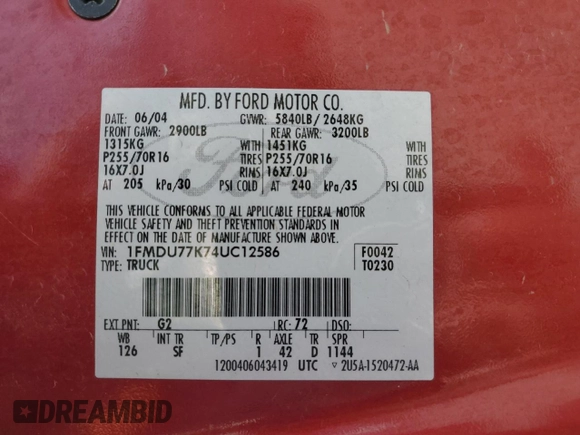 MFD. BY FORD MOTOR CO.
DATE: 06/04 GVWR: 5840LB/ 2648KG
FRONT GAWR: 2900LB REAR GAWR: 3200LB
1315KG WITH 1451KG WITH
P255/70R16 TIRES P255/70R16 TIRES
16X7.0J RIMS 16X7.0J RIMS
AT 205 kPa/30 PSI COLD AT 240 kPa/35 PSI COLD
THIS VEHICLE CONFORMS TO ALL APPLICABLE FEDERAL MOTOR
VEHICLE SAFETY AND THEFT PREVENTION STANDARDS IN
EFFECT ON THE DATE OF MANUFACTURE SHOWN ABOVE.
VIN: 1FMDU77K74UC12586 F0042
TYPE: TRUCK T0230
EXT PNT: G2 RC: 72 DSO:
WB INT TR TP/PS R AXLE TR SPR
126 SF 1 42 D 1144
1200406043419 UTC 2U5A-1520472-AA
Ford
DREAMBID